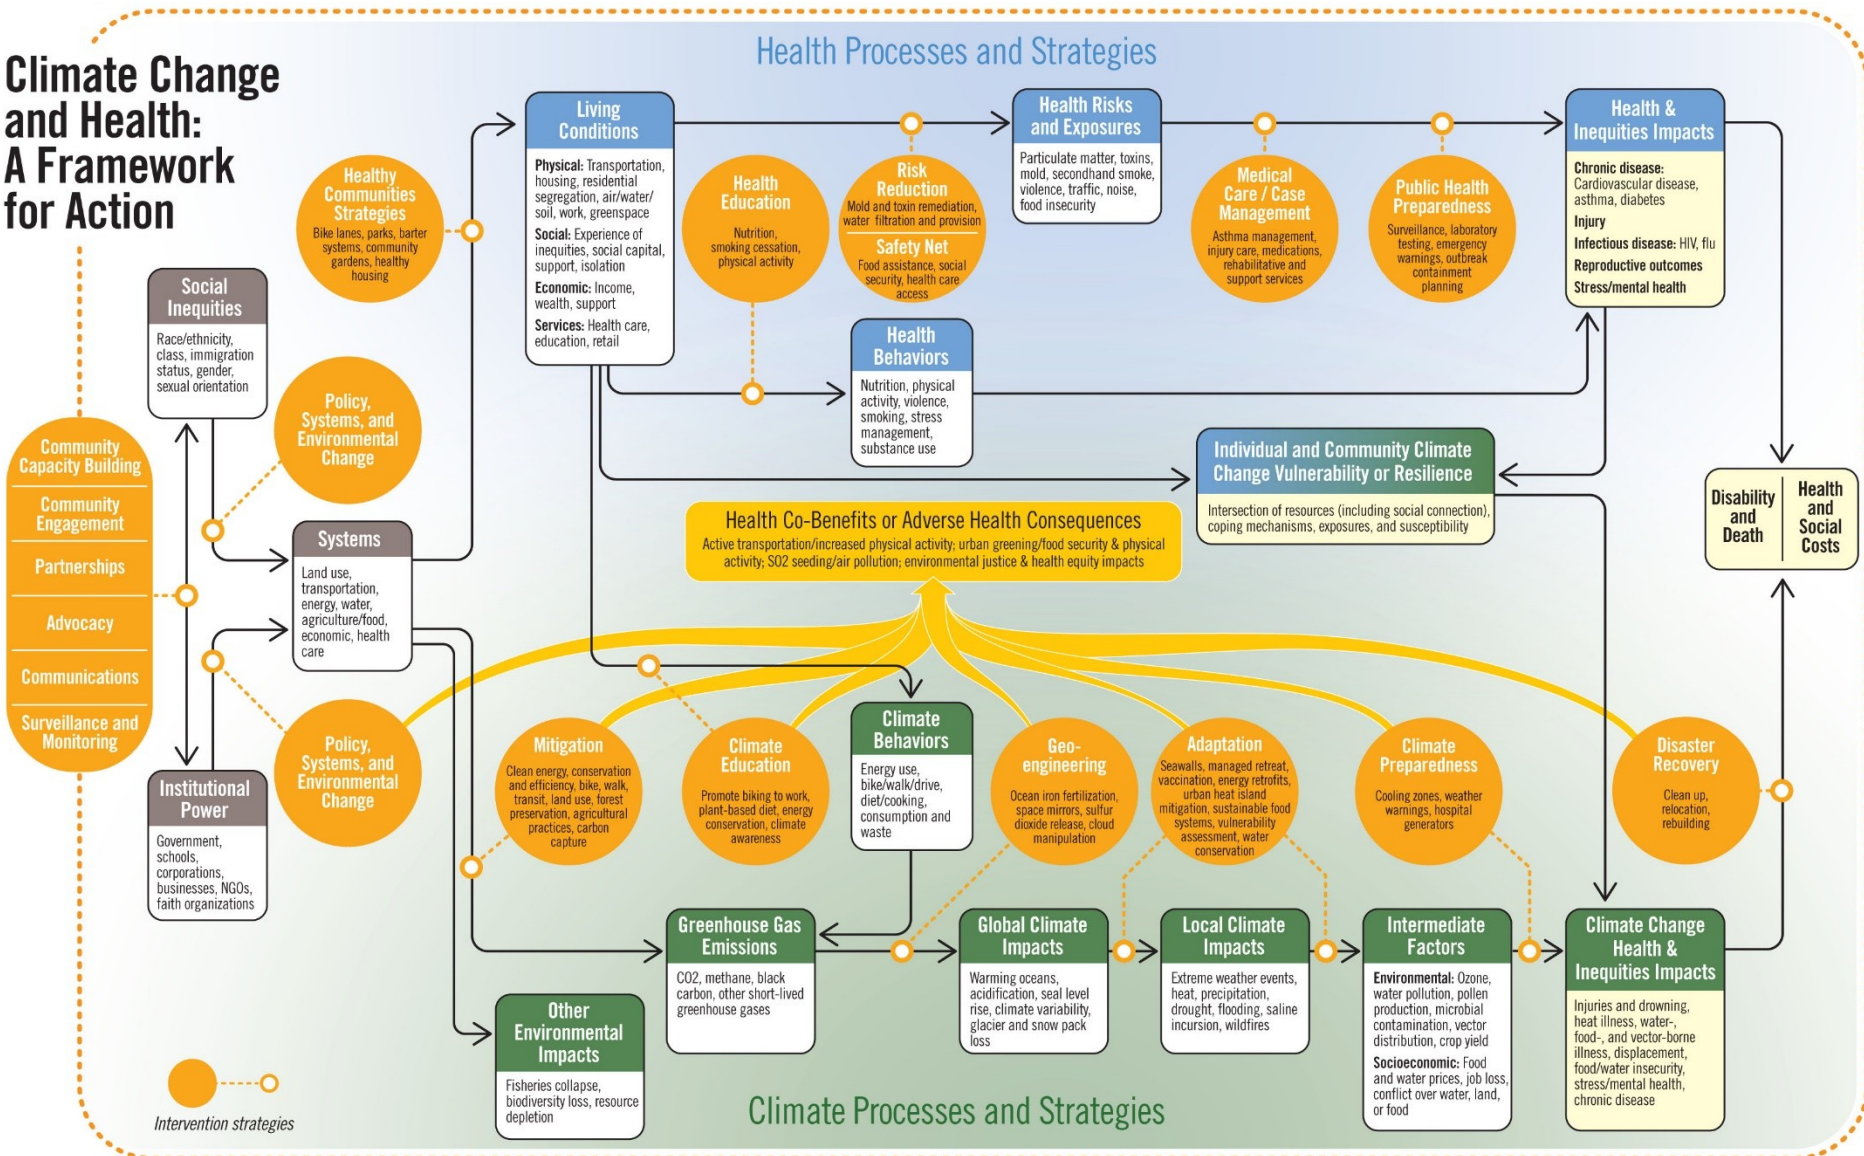 Climate Change
and Health:
A Framework
for Action
Health Processes and Strategies
Living
Conditions
Physical: Transportation,
housing, residential
segregation, air/water/
soil, work, greenspace
Social: Experience of
inequities, social capital,
support, isolation
Economic: Income,
wealth, support
Services: Health care,
education, retail
Health Risks
and Exposures
Particulate matter, toxins,
mold, secondhand smoke,
violence, traffic, noise,
food insecurity
Health &
Inequities Impacts
Chronic disease:
Cardiovascular disease,
asthma, diabetes
Injury
Infectious disease: HIV, flu
Reproductive outcomes
Stress/mental health
Healthy
Communities
Strategies
Bike lanes, parks, barter
systems, community
gardens, healthy
housing
Health
Education
Nutrition,
smoking cessation,
physical activity
Risk
Reduction
Mold and toxin remediation,
water filtration and provision
Safety Net
Food assistance, social
security, health care
access
Medical
Care / Case
Management
Asthma management,
injury care, medications,
rehabilitative and
support services
Public Health
Preparedness
Surveillance, laboratory
testing, emergency
warnings, outbreak
containment
planning
Social
Inequities
Race/ethnicity,
class, immigration
status, gender,
sexual orientation
Health
Behaviors
Nutrition, physical
activity, violence,
smoking, stress
management,
substance use
Policy,
Systems, and
Environmental
Change
Community
Capacity Building
Community
Engagement
Partnerships
Advocacy
Communications
Surveillance and
Monitoring
Individual and Community Climate
Change Vulnerability or Resilience
Intersection of resources (including social connection),
coping mechanisms, exposures, and susceptibility
Disability
and
Death
Health
and
Social
Costs
Health Co-Benefits or Adverse Health Consequences
Active transportation/increased physical activity; urban greening/food security & physical
activity; SO2 seeding/air pollution; environmental justice & health equity impacts
Systems
Land use,
transportation,
energy, water,
agriculture/food,
economic, health
care
Policy,
Systems, and
Environmental
Change
Institutional
Power
Government,
schools,
corporations,
businesses, NGOs,
faith organizations
Mitigation
Clean energy, conservation
and efficiency, bike, walk,
transit, land use, forest
preservation, agricultural
practices, carbon
capture
Climate
Education
Promote biking to work,
plant-based diet, energy
conservation, climate
awareness
Climate
Behaviors
Energy use,
bike/walk/drive,
diet/cooking,
consumption and
waste
Geo-
engineering
Ocean iron fertilization,
space mirrors, sulfur
dioxide release, cloud
manipulation
Adaptation
Seawalls, managed retreat,
vaccination, energy retrofits,
urban heat island
mitigation, sustainable food
systems, vulnerability
assessment, water
conservation
Climate
Preparedness
Cooling zones, weather
warnings, hospital
generators
Disaster
Recovery
Clean up,
relocation,
rebuilding
Greenhouse Gas
Emissions
CO2, methane, black
carbon, other short-lived
greenhouse gases
Global Climate
Impacts
Warming oceans,
acidification, seal level
rise, climate variability,
glacier and snow pack
loss
Local Climate
Impacts
Extreme weather events,
heat, precipitation,
drought, flooding, saline
incursion, wildfires
Intermediate
Factors
Environmental: Ozone,
water pollution, pollen
production, microbial
contamination, vector
distribution, crop yield
Socioeconomic: Food
and water prices, job loss,
conflict over water, land,
or food
Climate Change
Health &
Inequities Impacts
Injuries and drowning,
heat illness, water-,
food-, and vector-borne
illness, displacement,
food/water insecurity,
stress/mental health,
chronic disease
Other
Environmental
Impacts
Fisheries collapse,
biodiversity loss, resource
depletion
Intervention strategies
Climate Processes and Strategies